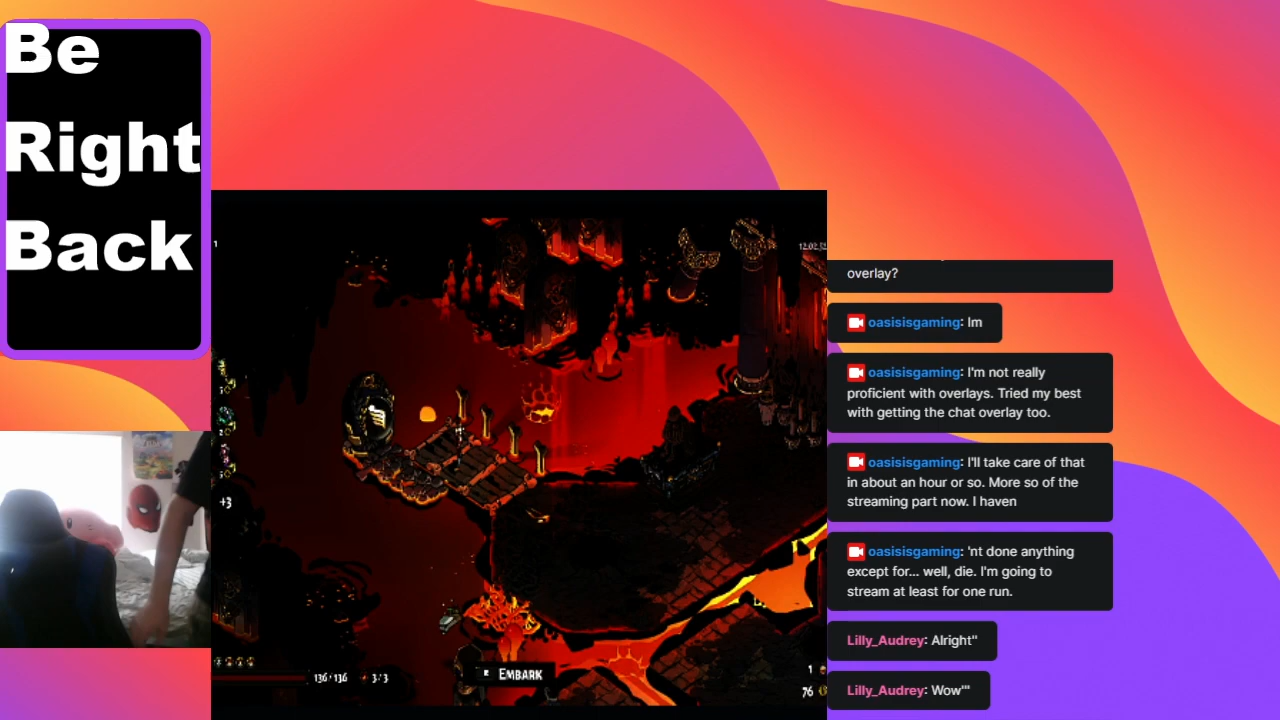 Be
Right
Back
overlay?
oasisisgaming: Im
oasisisgaming: I'm not really
proficient with overlays. Tried my best
with getting the chat overlay too.
oasisisgaming: I'll take care of that
in about an hour or so. More so of the
streaming part now. I haven
oasisisgaming: 'nt done anything
except for... well, die. I'm going to
stream at least for one run.
Lilly_Audrey: Alright"
Lilly_Audrey: Wow'"
+3
136/136
3/3
EMBARK
1
76